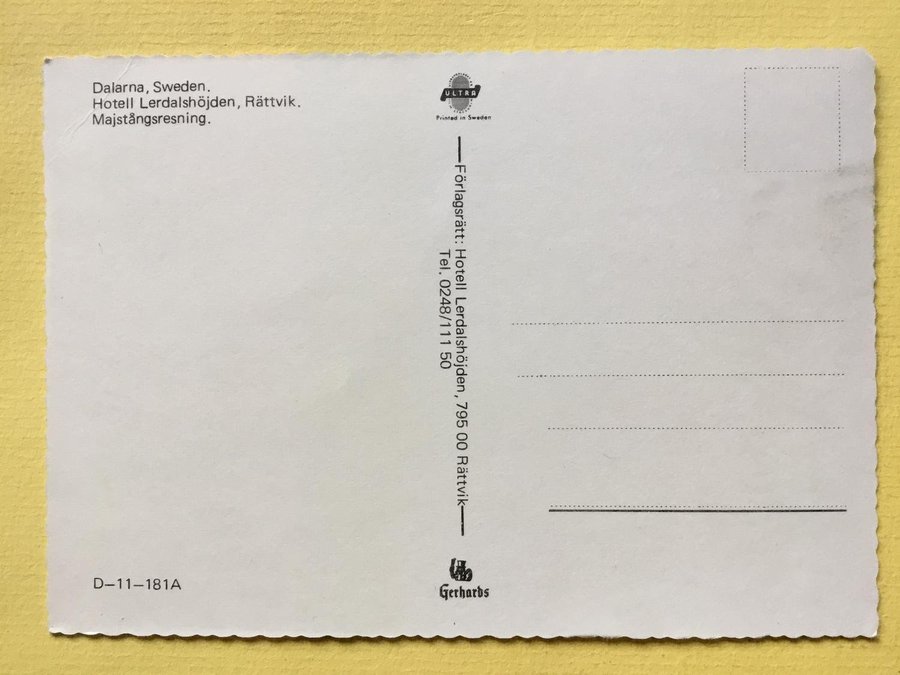 Dalarna, Sweden.
Hotell Lerdalshöjden, Rättvik.
Majstångsresning.
D—11—181A
ULTRA
Printed in Sweden
Förlagsrätt: Hotell Lerdalshöjden, 795 00 Rättvik
Tel. 0248/111 50
Gerhards